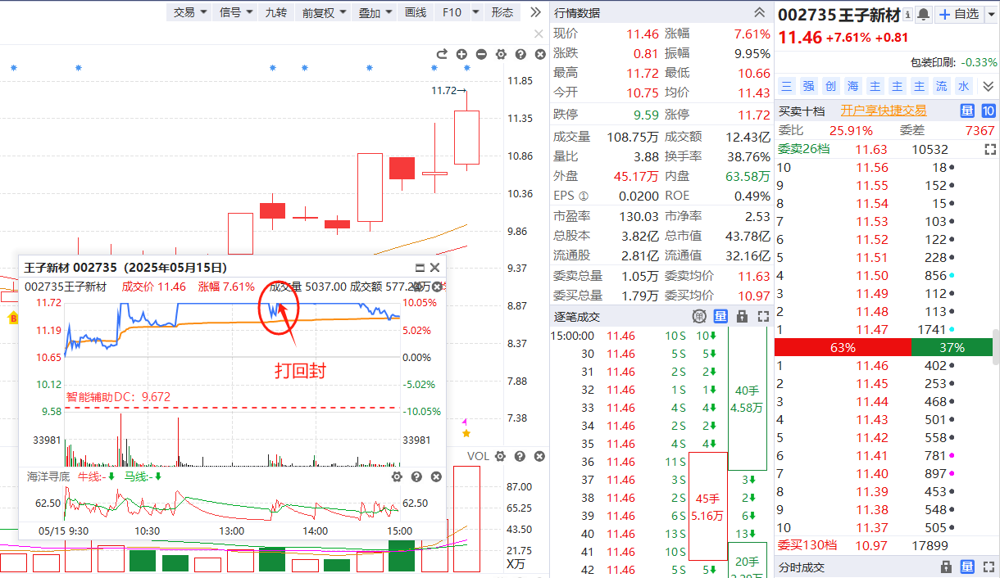 交易 信号 九转 前复权 叠加 画线 F10 形态
11.72
11.85
11.35
10.86
10.36
9.86
9.37
8.87
8.37
7.88
7.38
B
王子新材 002735（2025年05月15日）
002735王子新材 成交价 11.46 涨幅 7.61% 成交量 5037.00 成交额
11.72 10.05%
11.19 5.02%
10.65 0.00%
打回封
10.12 -5.02%
智能辅助DC：9.672
9.58 -10.05%
33981 33981
海洋寻底 牛线:- 马线:-
62.50 62.50
05/15 9:30 10:30 13:00 14:00 15:00
VOL
87.00
65.25
43.50
21.75
X万
行情数据
现价 11.46 涨幅 7.61%
涨跌 0.81 振幅 9.95%
最高 11.72 最低 10.66
今开 10.75 均价 11.43
跌停 9.59 涨停 11.72
成交量 108.75万 成交额 12.43亿
量比 3.88 换手率 38.76%
外盘 45.17万 内盘 63.58万
EPS ① 0.0200 ROE 0.49%
市盈率 130.03 市净率 2.53
总股本 3.82亿 总市值 43.78亿
流通股 2.81亿 流通值 32.16亿
委卖总量 1.05万 委卖均价 11.63
委买总量 1.79万 委买均价 10.97
逐笔成交 单 量
15:00:00 11.46 10 S 10
30 11.46 5 S 5
31 11.46 2 S 2
32 11.46 1 S 1
33 11.46 4 S 4
34 11.46 2 S 2
35 11.46 4 S 4
36 11.46 11 S
37 11.46 3 S 3
38 11.46 2 S 2
39 11.46 6 S 6
40 11.46 13 S 13
41 11.46 10 S
42 11.46 5 S 5
40手
4.58万
45手
5.16万
20手
002735 王子新材 自选
11.46 +7.61% +0.81
包装印刷: -0.33%
三 强 创 海 主 主 主 流 水
买卖十档 开户享快捷交易 量 10
委比 25.91% 委差 7367
委卖26档 11.63 10532
10 11.56 18
9 11.55 152
8 11.54 15
7 11.53 103
6 11.52 122
5 11.51 228
4 11.50 856
3 11.49 112
2 11.48 113
1 11.47 1741
63% 37%
1 11.46 402
2 11.45 253
3 11.44 468
4 11.43 501
5 11.42 558
6 11.41 781
7 11.40 897
8 11.39 453
9 11.38 548
10 11.37 505
委买130档 10.97 17899
分时成交 量